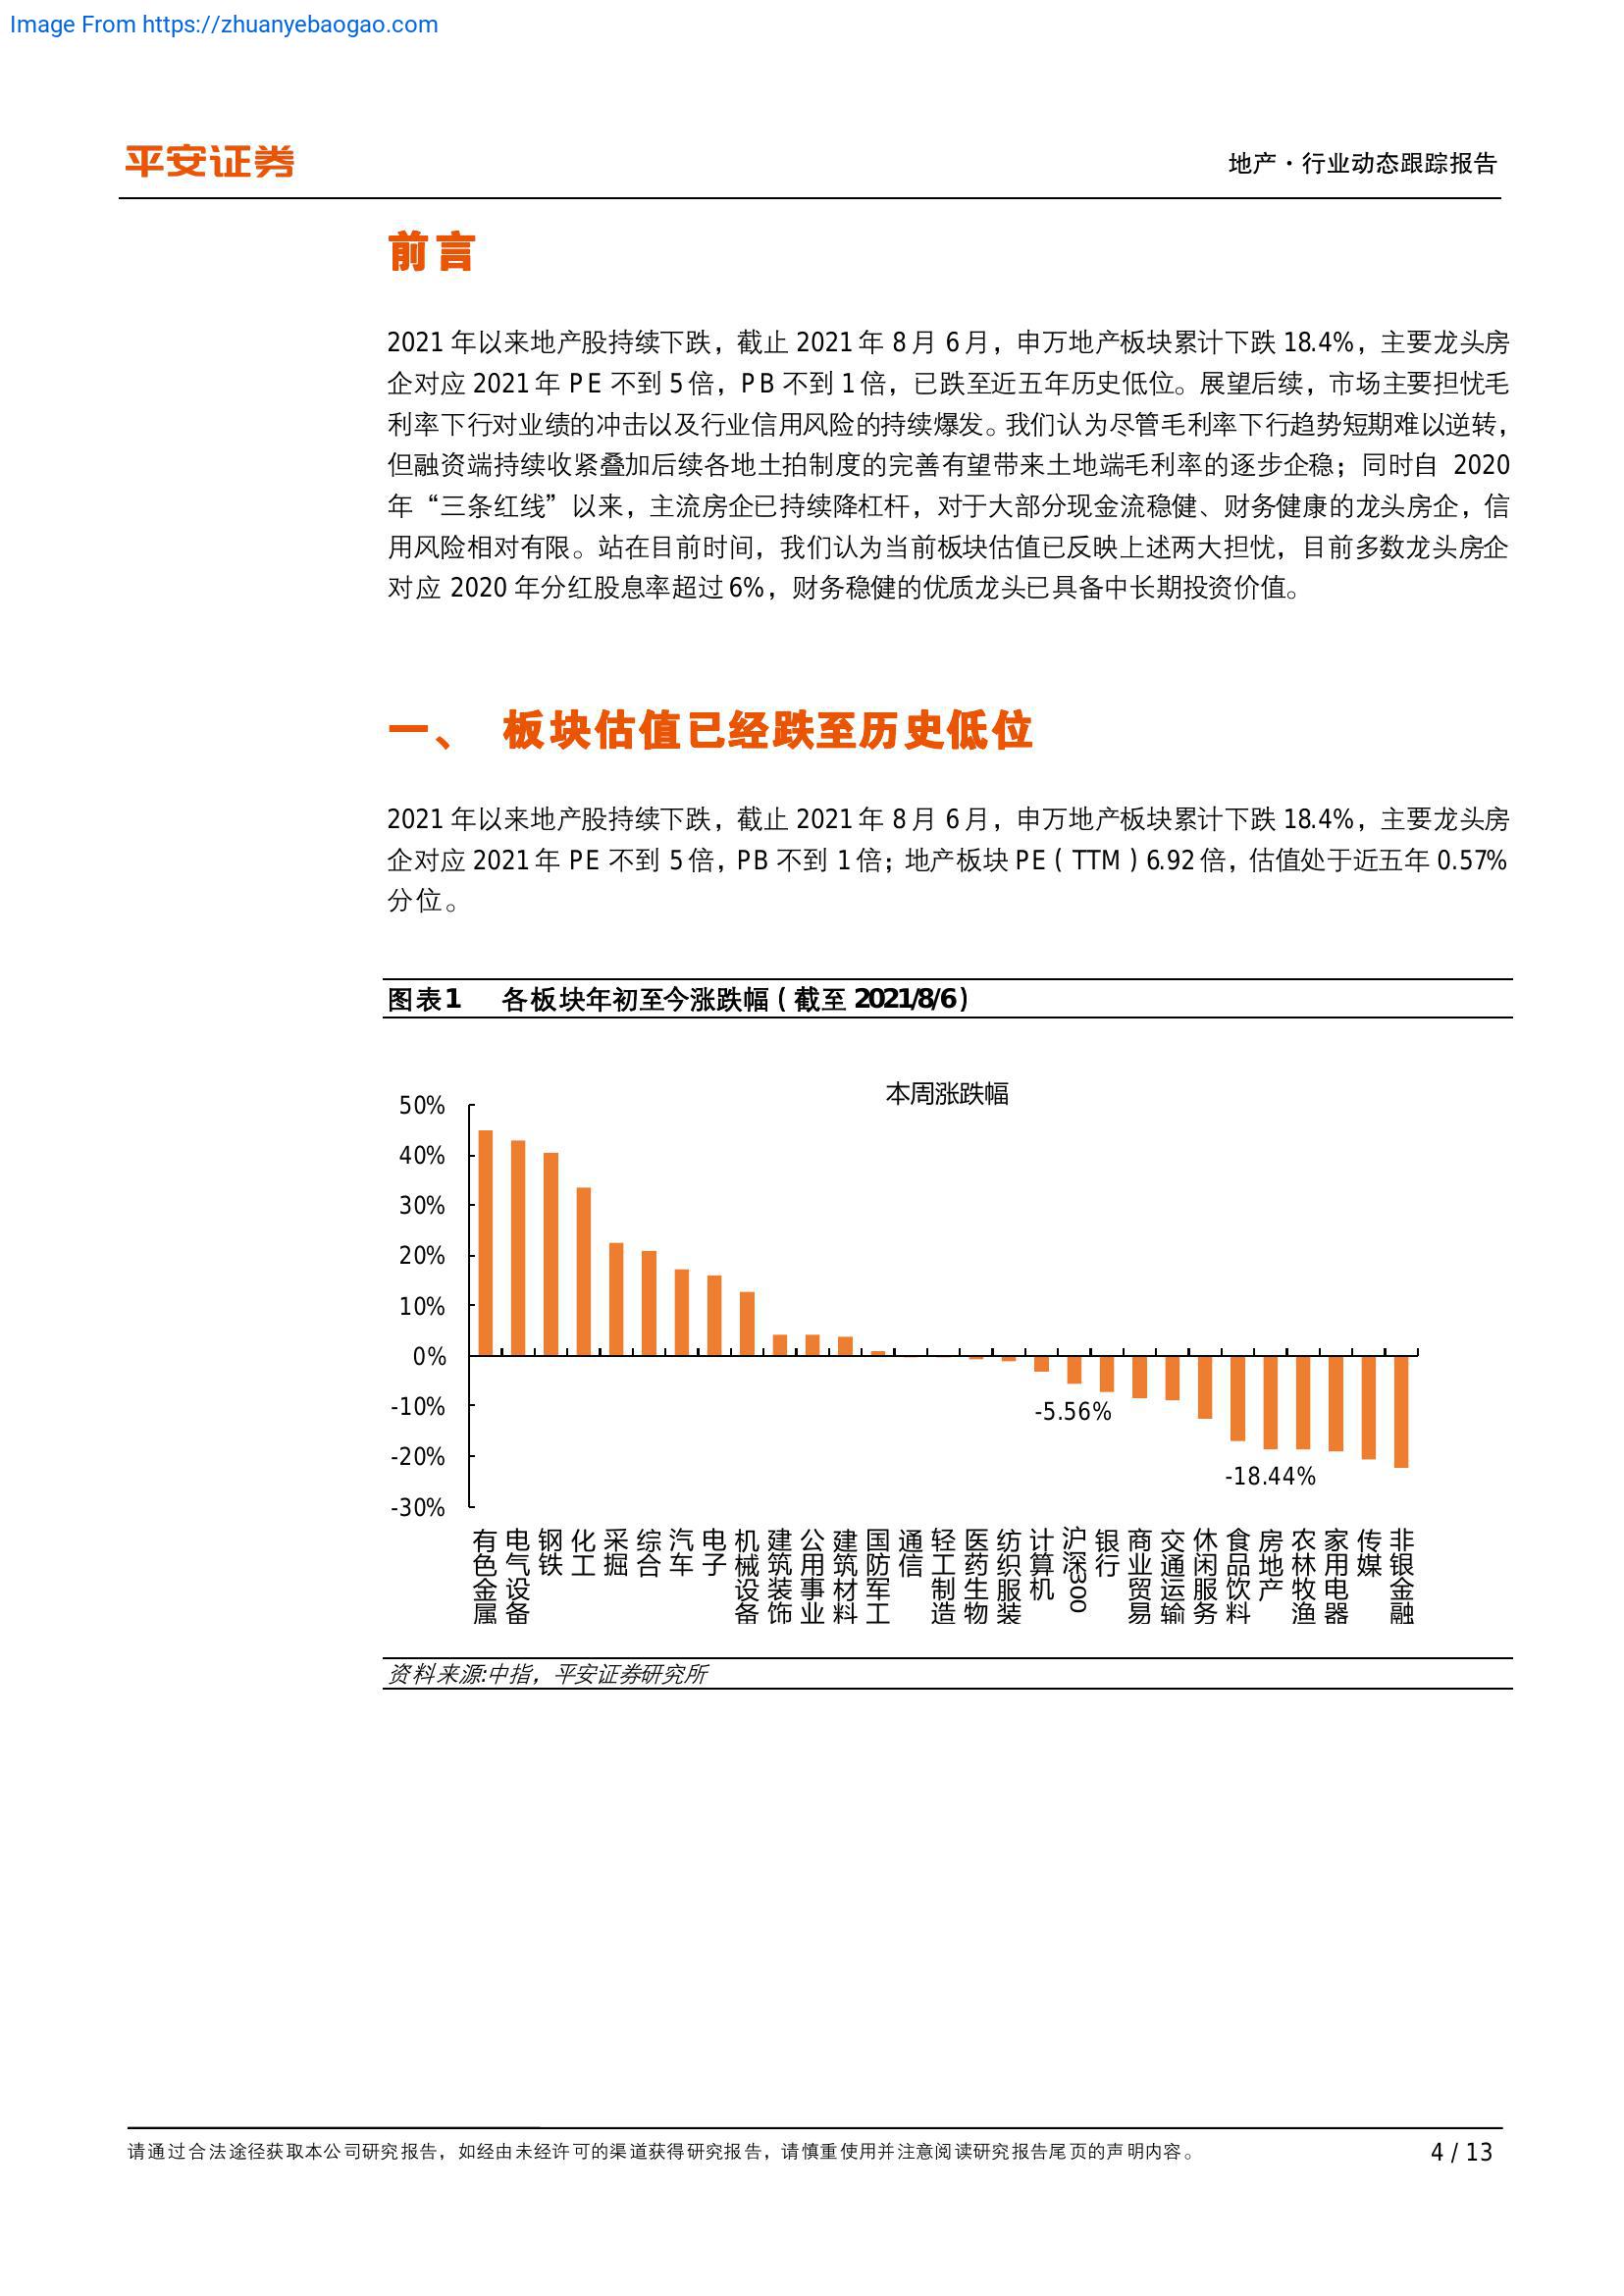 Image From https://zhuanyebaogao.com
平安证券
地产·行业动态跟踪报告
前言
2021 年以来地产股持续下跌，截止 2021 年 8 月 6 月，申万地产板块累计下跌 18.4%，主要龙头房
企对应 2021 年 PE 不到 5 倍，PB 不到 1 倍，已跌至近五年历史低位。展望后续，市场主要担忧毛
利率下行对业绩的冲击以及行业信用风险的持续爆发。我们认为尽管毛利率下行趋势短期难以逆转，
但融资端持续收紧叠加后续各地土拍制度的完善有望带来土地端毛利率的逐步企稳；同时自 2020
年“三条红线”以来，主流房企已持续降杠杆，对于大部分现金流稳健、财务健康的龙头房企，信
用风险相对有限。站在目前时间，我们认为当前板块估值已反映上述两大担忧，目前多数龙头房企
对应 2020 年分红股息率超过 6%，财务稳健的优质龙头已具备中长期投资价值。
一、 板块估值已经跌至历史低位
2021 年以来地产股持续下跌，截止 2021 年 8 月 6 月，申万地产板块累计下跌 18.4%，主要龙头房
企对应 2021 年 PE 不到 5 倍，PB 不到 1 倍；地产板块 PE（TTM）6.92 倍，估值处于近五年 0.57%
分位。
图表1 各板块年初至今涨跌幅（截至 2021/8/6）
本周涨跌幅
50%
40%
30%
20%
10%
0%
-10%
-20%
-30%
-5.56%
-18.44%
有色金属
电气设备
钢铁
化工
采掘
综合
汽车
电子
机械设备
建筑装饰
公用事业
建筑材料
国防军工
通信
轻工制造
医药生物
纺织服装
计算机
沪深300
银行
商业贸易
交通运输
休闲服务
食品饮料
房地产
农林牧渔
家用电器
传媒
非银金融
资料来源:中指，平安证券研究所
请通过合法途径获取本公司研究报告，如经由未经许可的渠道获得研究报告，请慎重使用并注意阅读研究报告尾页的声明内容。
4 / 13